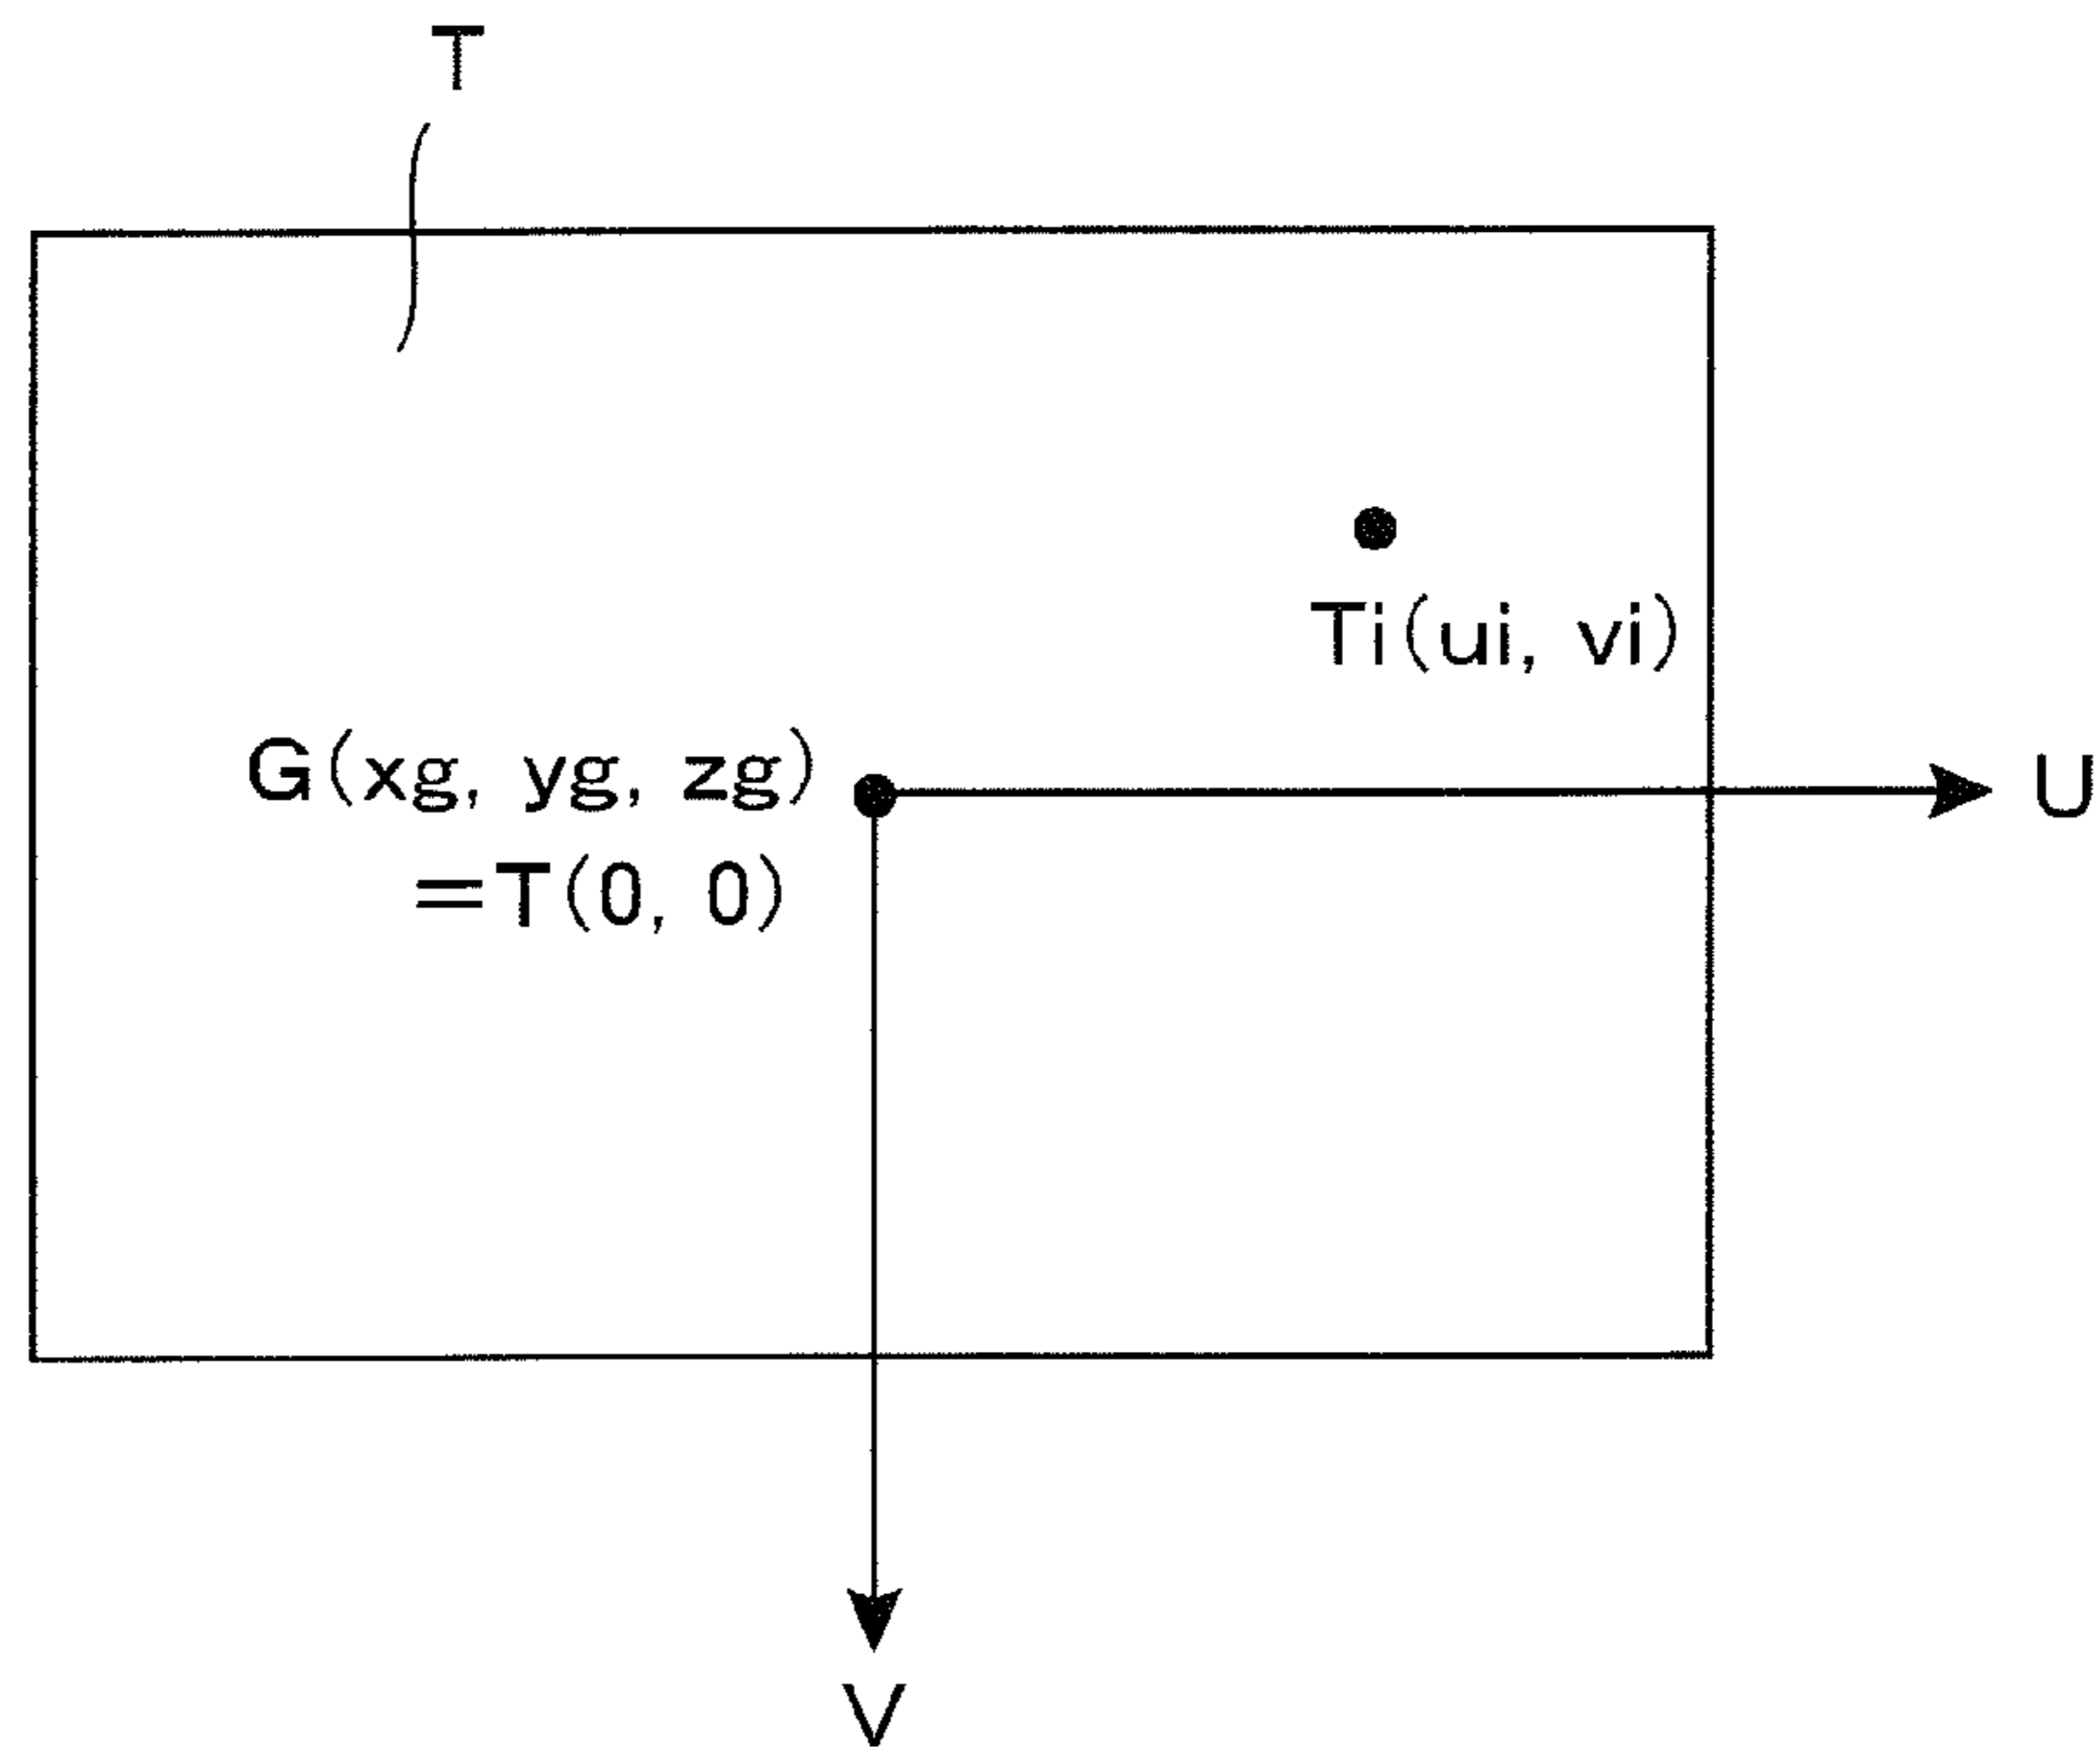 T
Ti(ui, vi)
G(xg, yg, zg)
=T(0, 0)
U
V